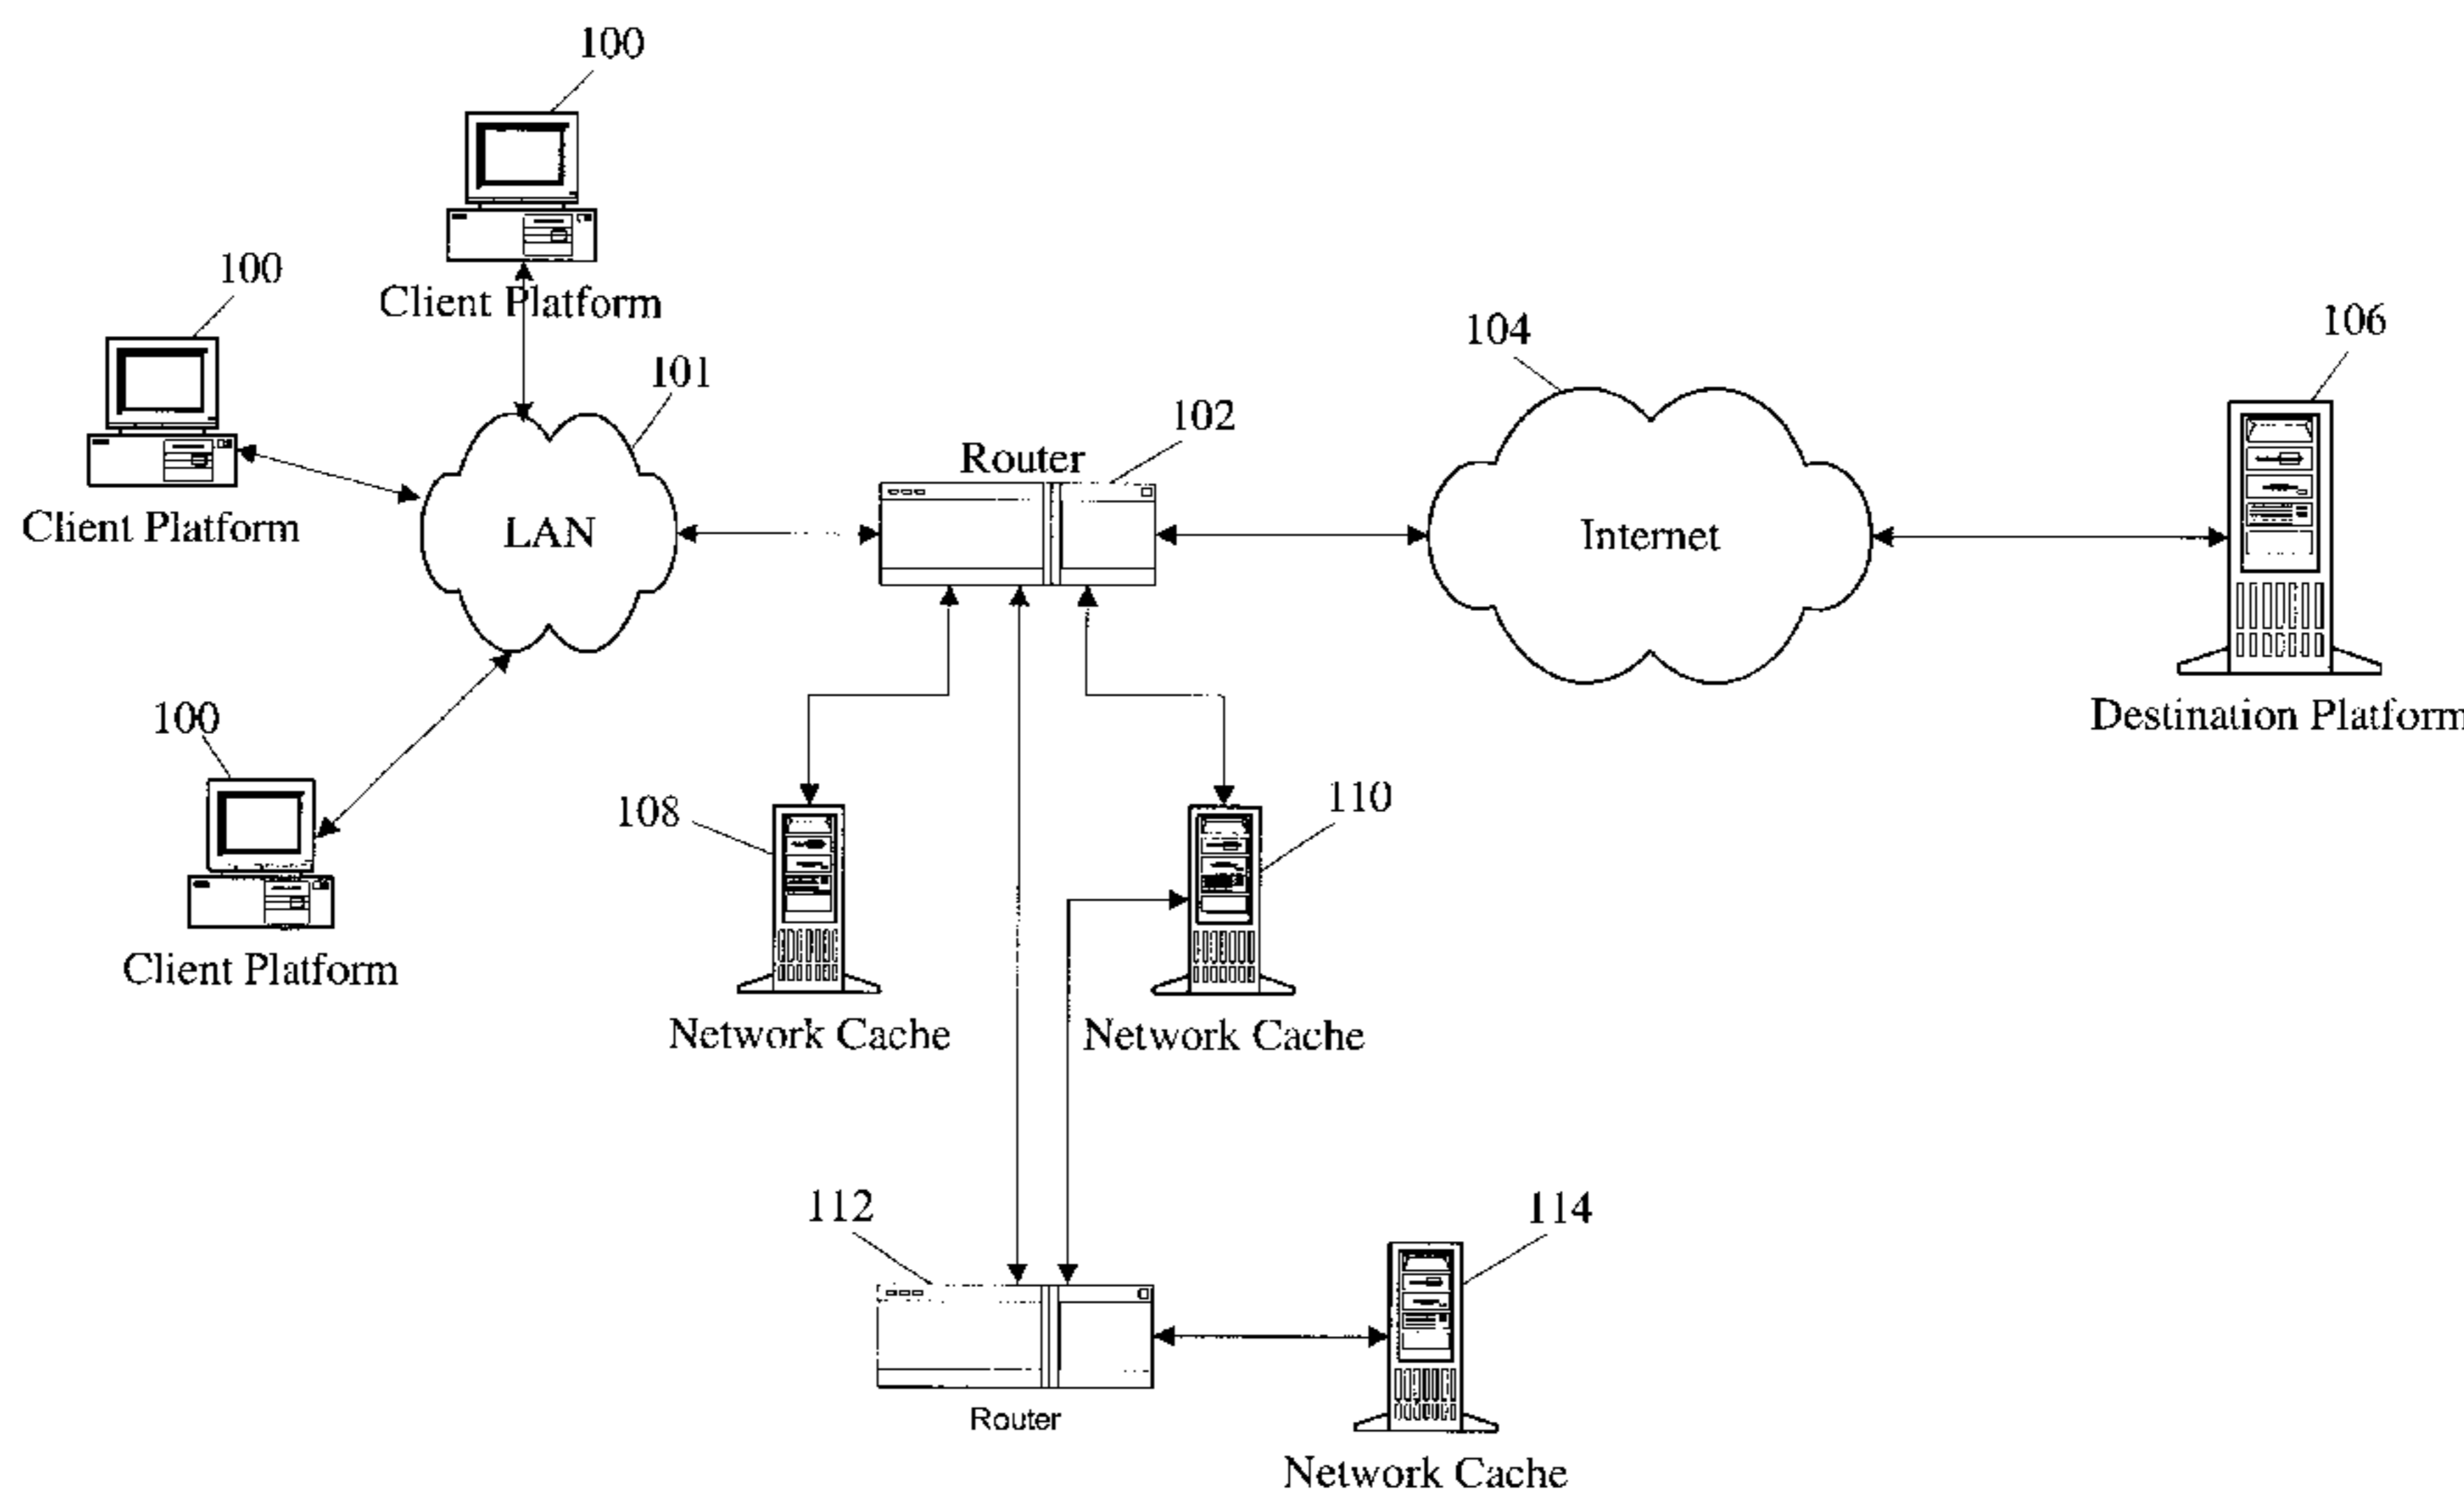 100
Client Platform
100
Client Platform
101
LAN
100
Client Platform
Router
102
104
Internet
106
Destination Platform
108
Network Cache
110
Network Cache
112
Router
114
Network Cache